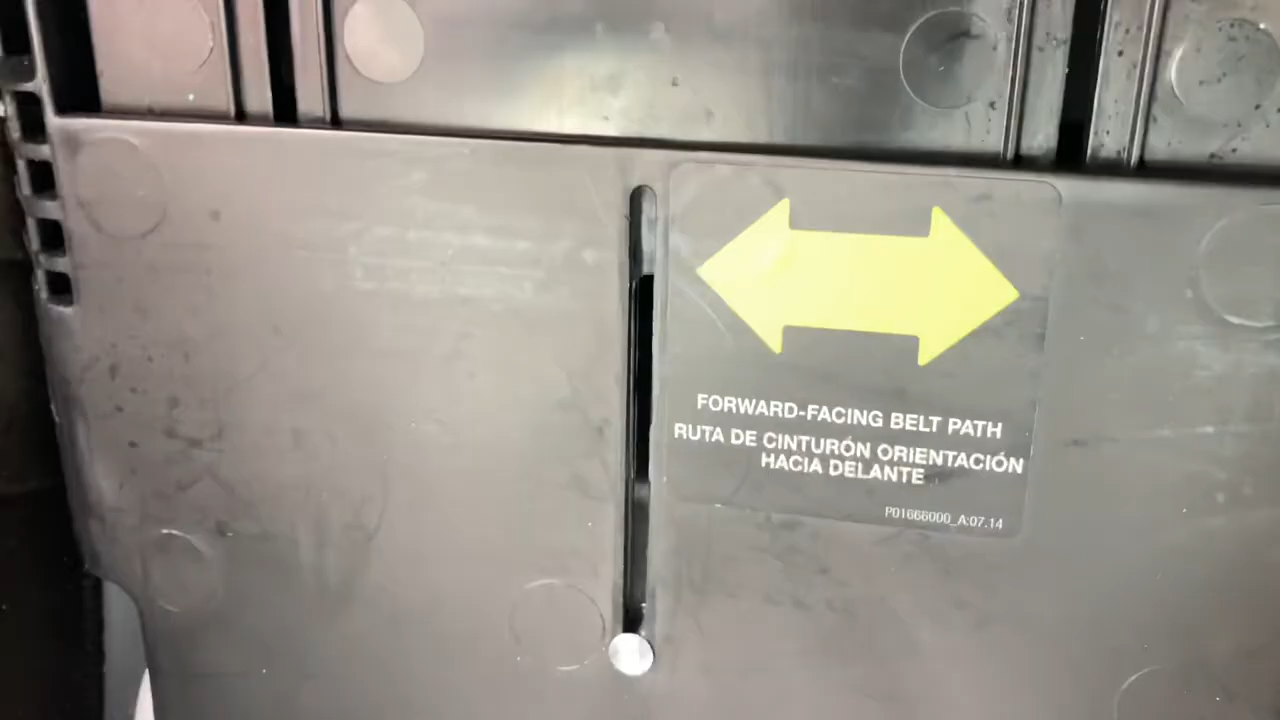 FORWARD-FACING BELT PATH
RUTA DE CINTURÓN ORIENTACIÓN
HACIA DELANTE
P01666000_A:07.14